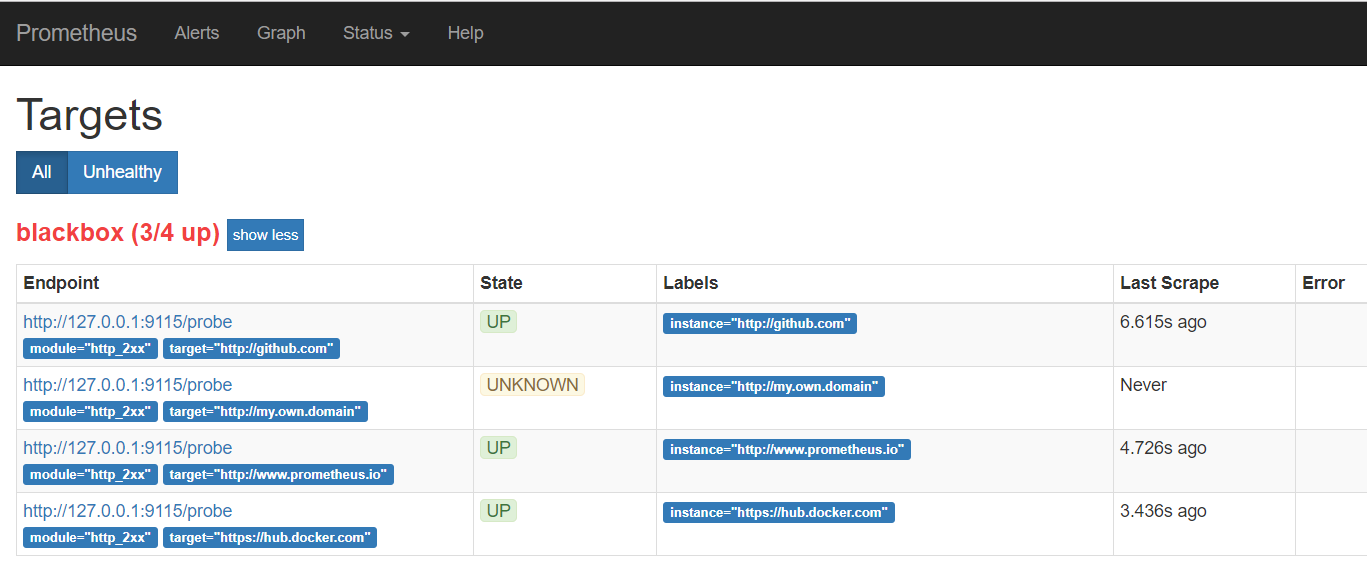 Prometheus Alerts Graph Status Help
Targets
All Unhealthy
blackbox (3/4 up) show less
Endpoint State Labels Last Scrape Error
http://127.0.0.1:9115/probe UP instance="http://github.com" 6.615s ago
module="http_2xx" target="http://github.com"
http://127.0.0.1:9115/probe UNKNOWN instance="http://my.own.domain" Never
module="http_2xx" target="http://my.own.domain"
http://127.0.0.1:9115/probe UP instance="http://www.prometheus.io" 4.726s ago
module="http_2xx" target="http://www.prometheus.io"
http://127.0.0.1:9115/probe UP instance="https://hub.docker.com" 3.436s ago
module="http_2xx" target="https://hub.docker.com"